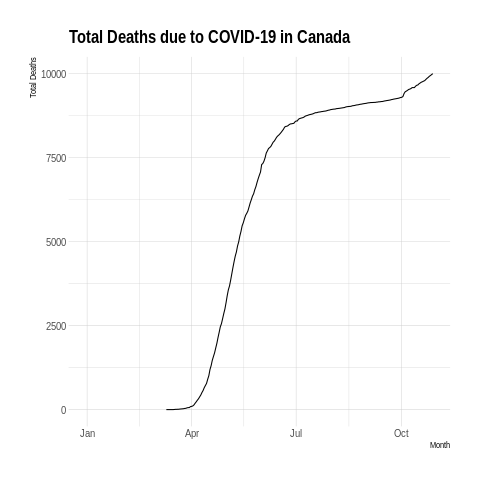 Total Deaths due to COVID-19 in Canada
Total Deaths
10000
7500
5000
2500
0
Jan Apr Jul Oct
Month